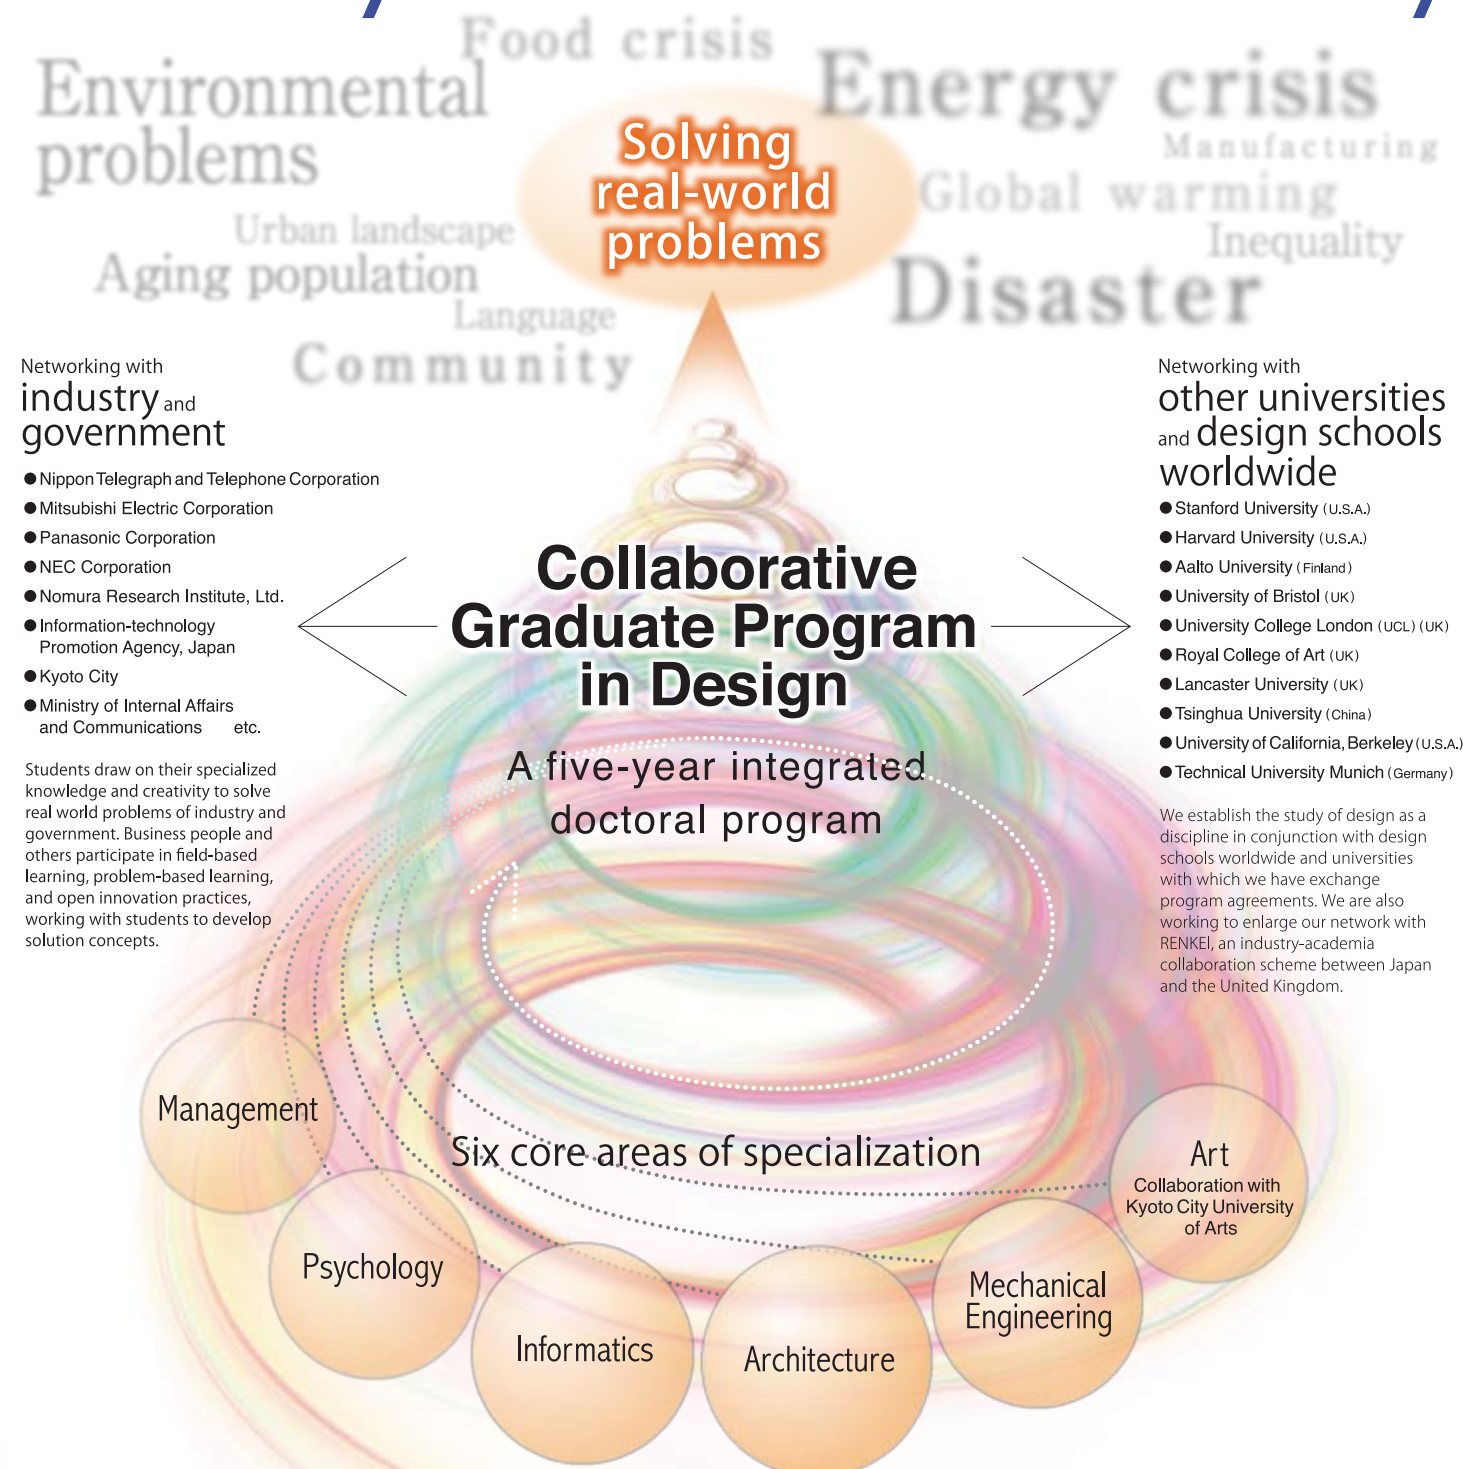 Food crisis
Environmental
problems
Energy crisis
Manufacturing
Solving
real-world
problems
Global warming
Inequality
Urban landscape
Aging population
Disaster
Language
Community
Networking with
industry and
government
●Nippon Telegraph and Telephone Corporation
●Mitsubishi Electric Corporation
●Panasonic Corporation
●NEC Corporation
●Nomura Research Institute, Ltd.
●Information-technology
Promotion Agency, Japan
●Kyoto City
●Ministry of Internal Affairs
and Communications etc.
Students draw on their specialized
knowledge and creativity to solve
real world problems of industry and
government. Business people and
others participate in field-based
learning, problem-based learning,
and open innovation practices,
working with students to develop
solution concepts.
Networking with
other universities
and design schools
worldwide
●Stanford University (U.S.A.)
●Harvard University (U.S.A.)
●Aalto University (Finland)
●University of Bristol (UK)
●University College London (UCL) (UK)
●Royal College of Art (UK)
●Lancaster University (UK)
●Tsinghua University (China)
●University of California, Berkeley (U.S.A.)
●Technical University Munich (Germany)
We establish the study of design as a
discipline in conjunction with design
schools worldwide and universities
with which we have exchange
program agreements. We are also
working to enlarge our network with
RENKEI, an industry-academia
collaboration scheme between Japan
and the United Kingdom.
Collaborative
Graduate Program
in Design
A five-year integrated
doctoral program
Six core areas of specialization
Management
Psychology
Informatics
Architecture
Mechanical
Engineering
Art
Collaboration with
Kyoto City University
of Arts